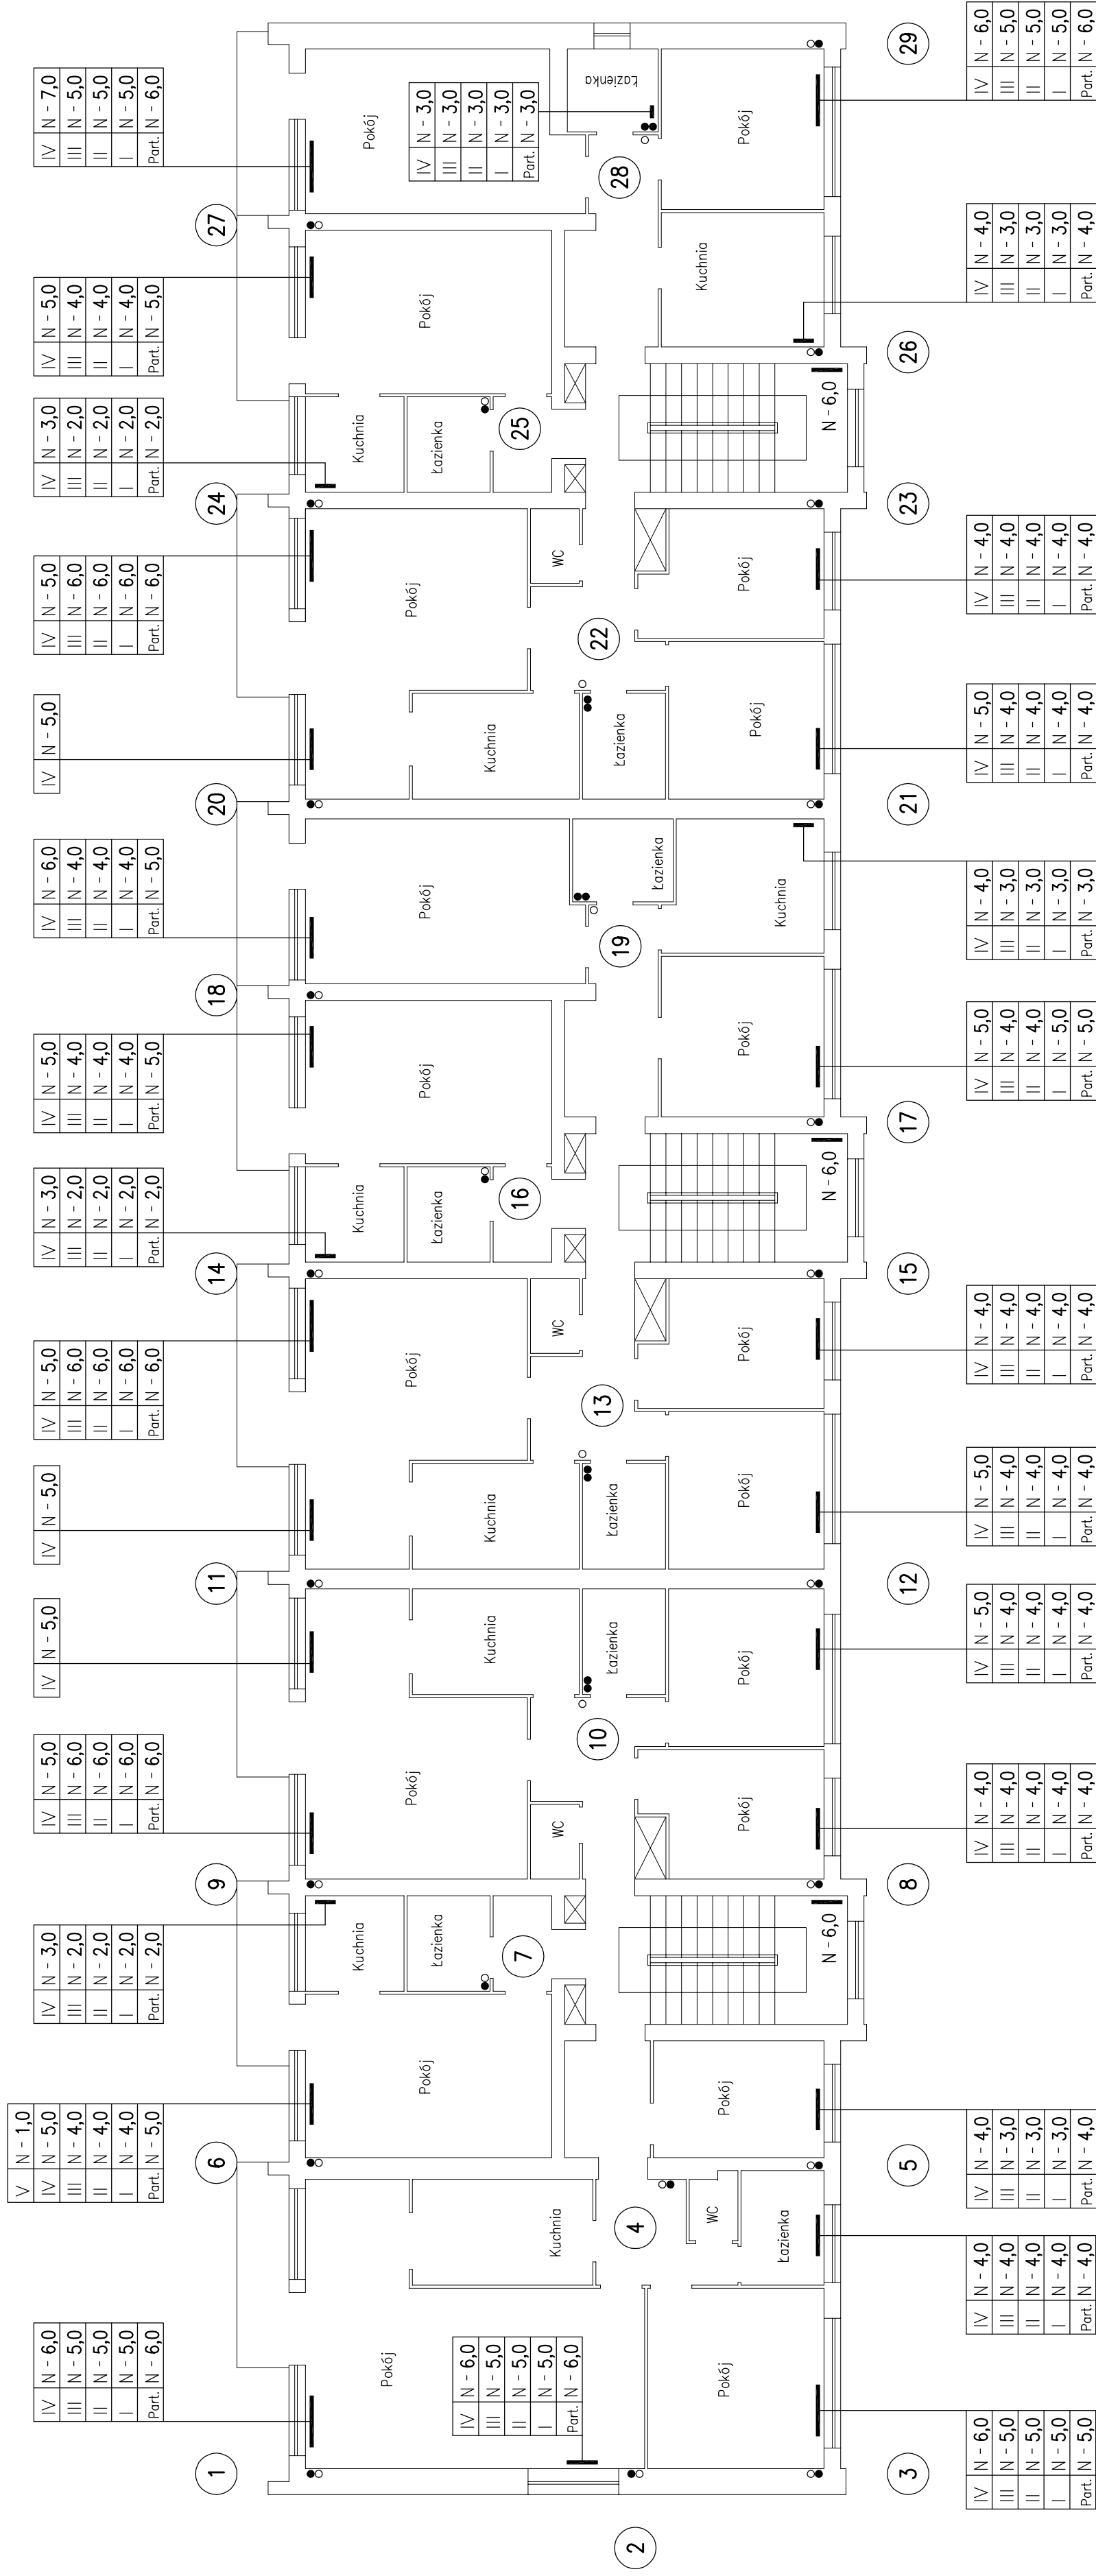 IV N - 6,0
III N - 5,0
II N - 5,0
I N - 5,0
Part. N - 6,0
V N - 1,0
IV N - 5,0
III N - 4,0
II N - 4,0
I N - 4,0
Part. N - 5,0
IV N - 3,0
III N - 2,0
II N - 2,0
I N - 2,0
Part. N - 2,0
IV N - 5,0
III N - 6,0
II N - 6,0
I N - 6,0
Part. N - 6,0
IV N - 5,0
IV N - 5,0
IV N - 5,0
III N - 6,0
II N - 6,0
I N - 6,0
Part. N - 6,0
IV N - 3,0
III N - 2,0
II N - 2,0
I N - 2,0
Part. N - 2,0
IV N - 5,0
III N - 4,0
II N - 4,0
I N - 4,0
Part. N - 5,0
IV N - 6,0
III N - 4,0
II N - 4,0
I N - 4,0
Part. N - 5,0
IV N - 5,0
IV N - 5,0
III N - 6,0
II N - 6,0
I N - 6,0
Part. N - 6,0
IV N - 3,0
III N - 2,0
II N - 2,0
I N - 2,0
Part. N - 2,0
IV N - 5,0
III N - 4,0
II N - 4,0
I N - 4,0
Part. N - 5,0
IV N - 7,0
III N - 5,0
II N - 5,0
I N - 5,0
Part. N - 6,0
1
6
9
11
14
18
20
24
27
Pokój
Kuchnia
Pokój
Kuchnia
Łazienka
Pokój
Kuchnia
Kuchnia
Pokój
Kuchnia
Łazienka
Pokój
Pokój
Kuchnia
Pokój
Kuchnia
Łazienka
Pokój
Pokój
IV N - 6,0
III N - 5,0
II N - 5,0
I N - 5,0
Part. N - 6,0
IV N - 3,0
III N - 3,0
II N - 3,0
I N - 3,0
Part. N - 3,0
7
WC
WC
16
WC
25
Łazienka
2
4
10
Łazienka
Łazienka
13
19
Łazienka
22
28
Pokój
WC
Łazienka
Pokój
Pokój
Pokój
Pokój
Pokój
Pokój
Łazienka
Kuchnia
Pokój
Pokój
Kuchnia
Pokój
N - 6,0
N - 6,0
N - 6,0
3
5
8
12
15
17
21
23
26
29
IV N - 6,0
III N - 5,0
II N - 5,0
I N - 5,0
Part. N - 5,0
IV N - 4,0
III N - 4,0
II N - 4,0
I N - 4,0
Part. N - 4,0
IV N - 4,0
III N - 3,0
II N - 3,0
I N - 3,0
Part. N - 4,0
IV N - 4,0
III N - 4,0
II N - 4,0
I N - 4,0
Part. N - 4,0
IV N - 5,0
III N - 4,0
II N - 4,0
I N - 4,0
Part. N - 4,0
IV N - 5,0
III N - 4,0
II N - 4,0
I N - 4,0
Part. N - 4,0
IV N - 4,0
III N - 4,0
II N - 4,0
I N - 4,0
Part. N - 4,0
IV N - 5,0
III N - 4,0
II N - 4,0
I N - 5,0
Part. N - 5,0
IV N - 4,0
III N - 3,0
II N - 3,0
I N - 3,0
Part. N - 3,0
IV N - 5,0
III N - 4,0
II N - 4,0
I N - 4,0
Part. N - 4,0
IV N - 4,0
III N - 4,0
II N - 4,0
I N - 4,0
Part. N - 4,0
IV N - 4,0
III N - 3,0
II N - 3,0
I N - 3,0
Part. N - 4,0
IV N - 6,0
III N - 5,0
II N - 5,0
I N - 5,0
Part. N - 6,0